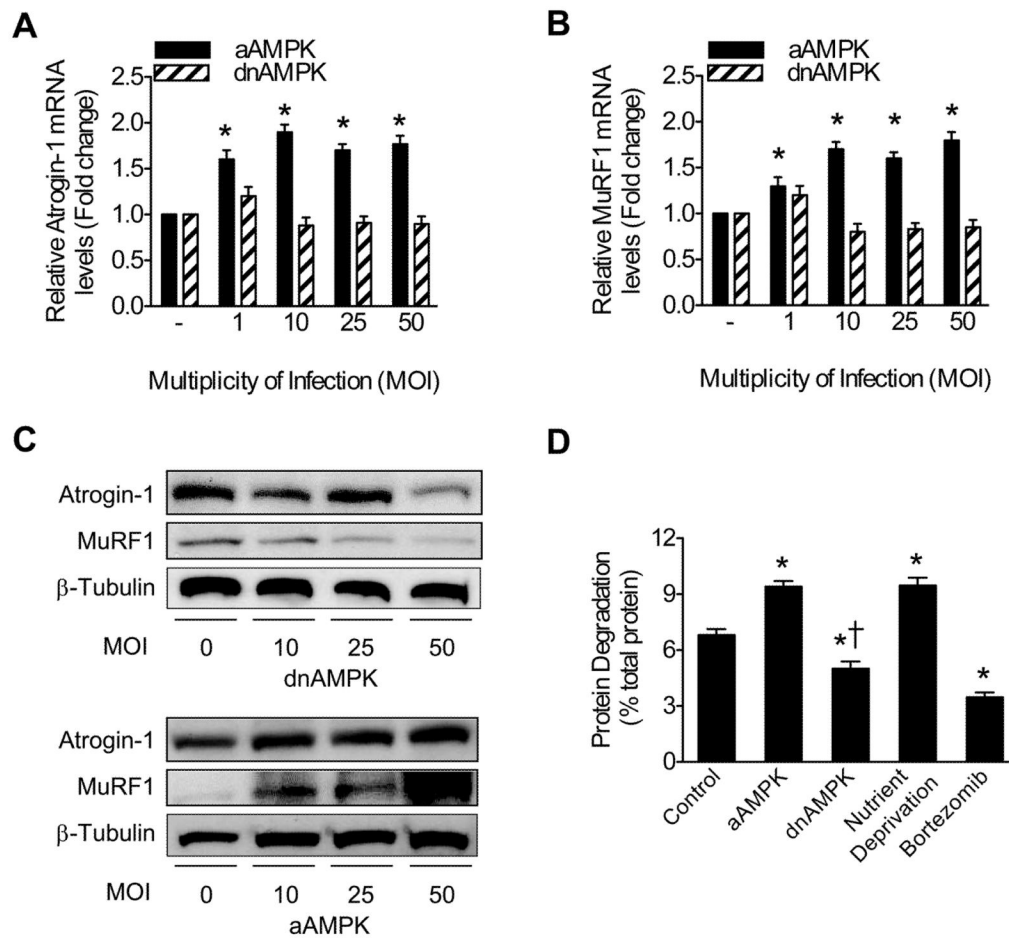 A
aAMPK
dnAMPK
Relative Atrogin-1 mRNA
levels (Fold change)
2.5
2.0
1.5
1.0
0.5
0.0
* * * *
- 1 10 25 50
Multiplicity of Infection (MOI)
B
aAMPK
dnAMPK
Relative MuRF1 mRNA
levels (Fold change)
2.5
2.0
1.5
1.0
0.5
0.0
* * * *
- 1 10 25 50
Multiplicity of Infection (MOI)
C
Atrogin-1
MuRF1
β-Tubulin
MOI 0 10 25 50
dnAMPK
Atrogin-1
MuRF1
β-Tubulin
MOI 0 10 25 50
aAMPK
D
Protein Degradation
(% total protein)
12
9
6
3
0
* *† * *
Control
aAMPK
dnAMPK
Nutrient
Deprivation
Bortezomib